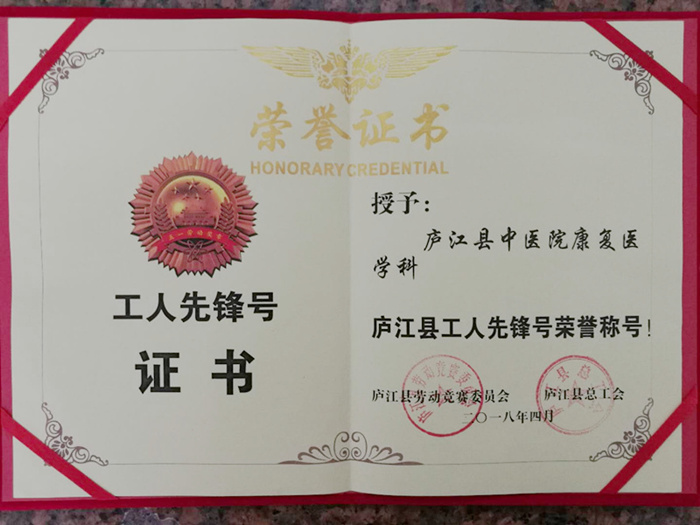 荣誉证书
HONORARY CREDENTIAL
工人先锋号
证书
授予：
庐江县中医院康复医
学科
庐江县工人先锋号荣誉称号！
庐江县劳动竞赛委员会
庐江县总工会
二〇一八年四月